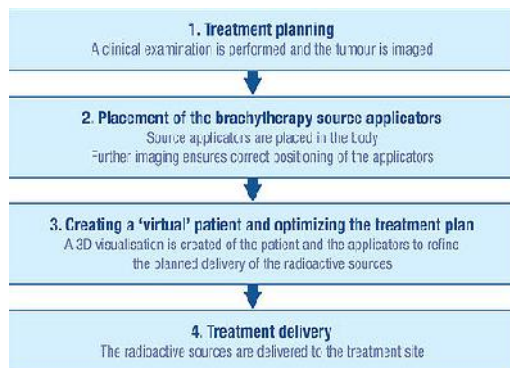 1. Treatment planning
A clinical examination is performed and the tumour is imaged
2. Placement of the brachytherapy source applicators
Source applicators are placed in the body
Further imaging ensures correct positioning of the applicators
3. Creating a ‘virtual’ patient and optimizing the treatment plan
A 3D visualisation is created of the patient and the applicators to refine
the planned delivery of the radioactive sources
4. Treatment delivery
The radioactive sources are delivered to the treatment site